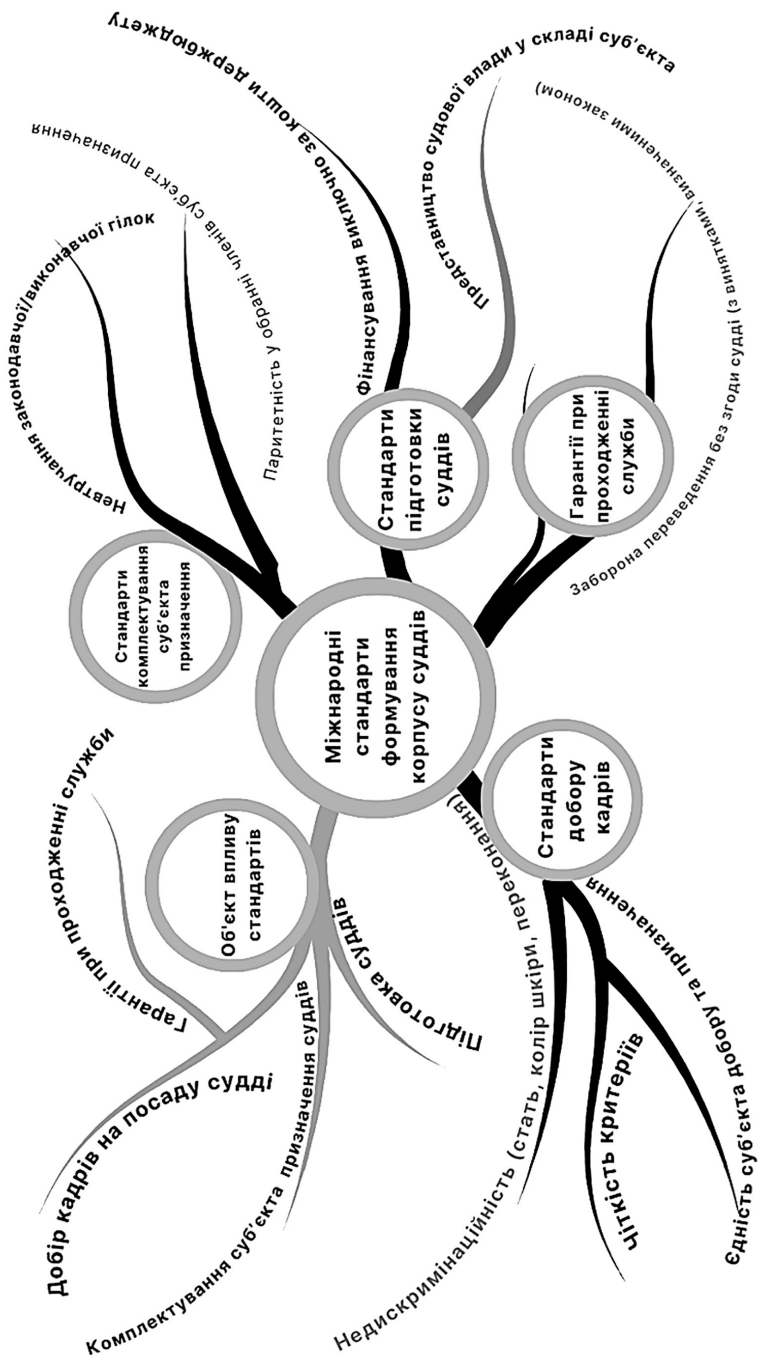 Міжнародні
стандарти
формування
корпусу суддів
Об'єкт впливу
стандартів
Добір кадрів на посаду судді
Гарантії при проходженні служби
Комплектування суб'єкта призначення суддів
Підготовка суддів
Стандарти
комплектування
суб'єкта
призначення
Невтручання законодавчої/виконавчої гілок
Паритетність у обранні членів суб'єкта призначення
Стандарти
підготовки
суддів
Фінансування виключно за кошти держбюджету
Представництво судової влади у складі суб'єкта
Гарантії при
проходженні
служби
Заборона переведення без згоди судді (з винятками, визначеними законом)
Стандарти
добору
кадрів
Недискримінаційність (стать, колір шкіри, переконання)
Чіткість критеріїв
Єдність суб'єкта добору та призначення